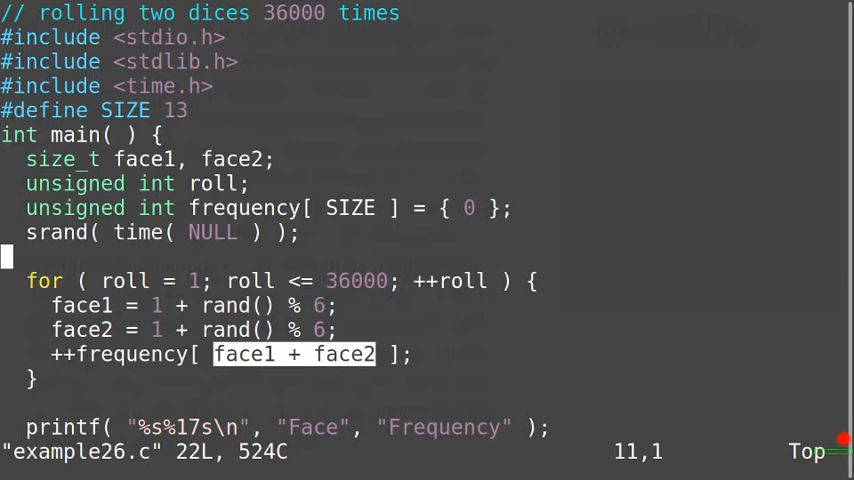 // rolling two dices 36000 times
#include <stdio.h>
#include <stdlib.h>
#include <time.h>
#define SIZE 13
int main( ) {
  size_t face1, face2;
  unsigned int roll;
  unsigned int frequency[ SIZE ] = { 0 };
  srand( time( NULL ) );

  for ( roll = 1; roll <= 36000; ++roll ) {
    face1 = 1 + rand() % 6;
    face2 = 1 + rand() % 6;
    ++frequency[ face1 + face2 ];
  }

  printf( "%s%17s\n", "Face", "Frequency" );
"example26.c" 22L, 524C 11,1 Top